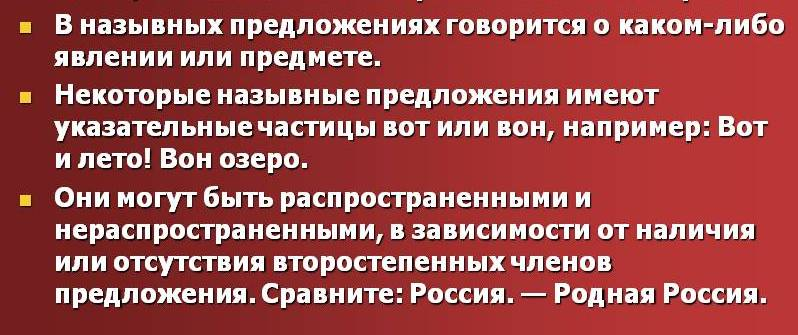 В назывных предложениях говорится о каком-либо
явлении или предмете.
Некоторые назывные предложения имеют
указательные частицы вот или вон, например: Вот
и лето! Вон озеро.
Они могут быть распространенными и
нераспространенными, в зависимости от наличия
или отсутствия второстепенных членов
предложения. Сравните: Россия. — Родная Россия.